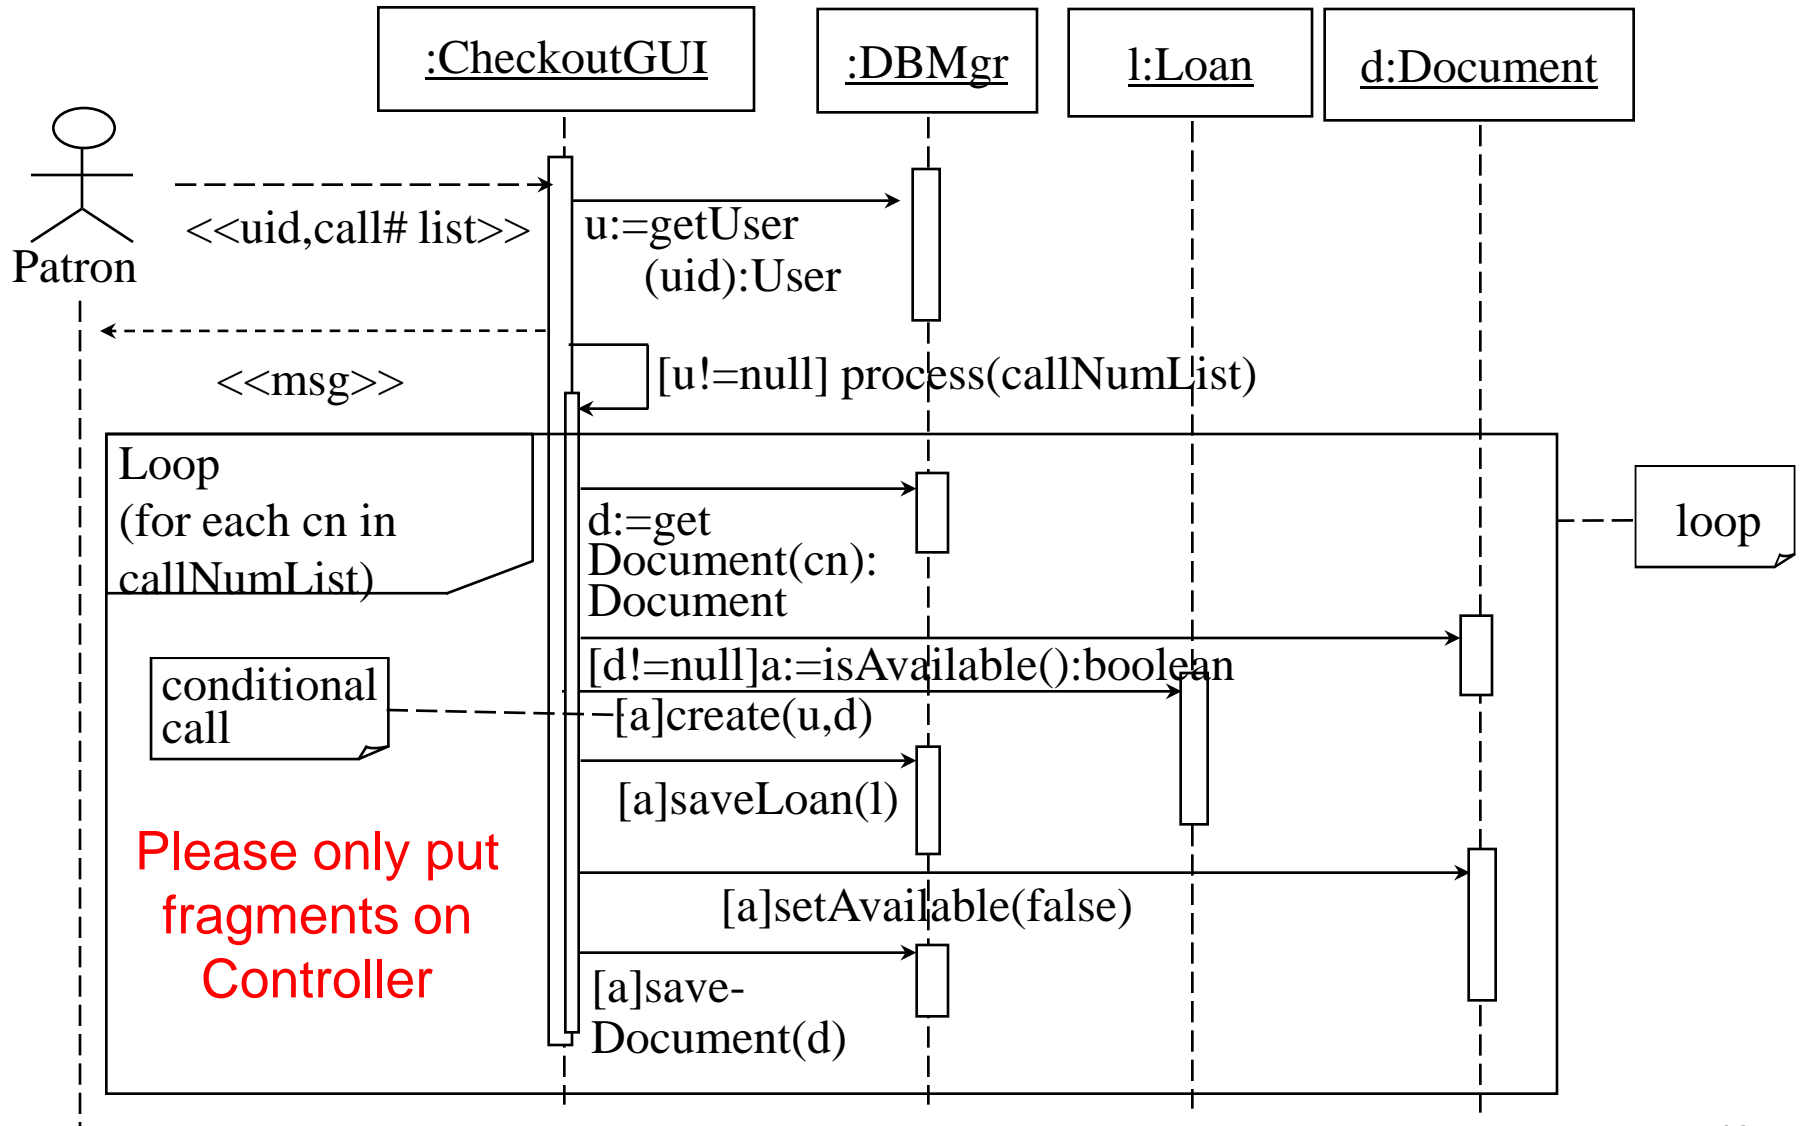 :CheckoutGUI
:DBMgr
l:Loan
d:Document
Patron
<<uid,call# list>>
u:=getUser
(uid):User
<<msg>>
[u!=null] process(callNumList)
Loop
(for each cn in
callNumList)
d:=get
Document(cn):
Document
loop
[d!=null]a:=isAvailable():boolean
conditional
call
[a]create(u,d)
[a]saveLoan(l)
Please only put
fragments on
Controller
[a]setAvailable(false)
[a]save-
Document(d)